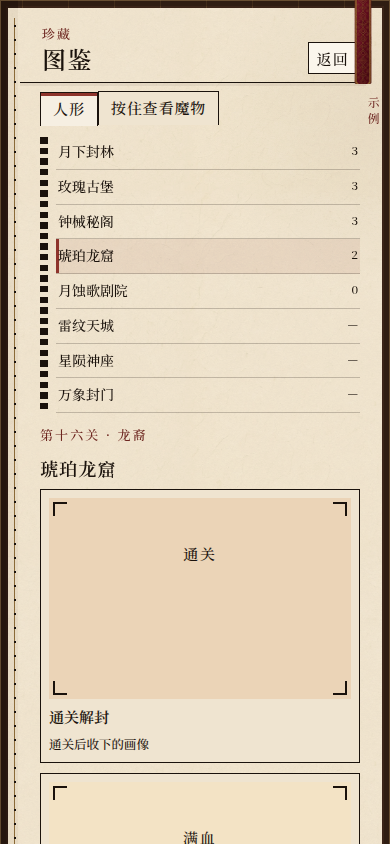 珍藏
图鉴
返回
示例
人形
按住查看魔物
月下封林 3
玫瑰古堡 3
钟械秘阁 3
琥珀龙窟 2
月蚀歌剧院 0
雷纹天城 —
星陨神座 —
万象封门 —
第十六关 · 龙裔
琥珀龙窟
通关
通关解封
通关后收下的画像
满血